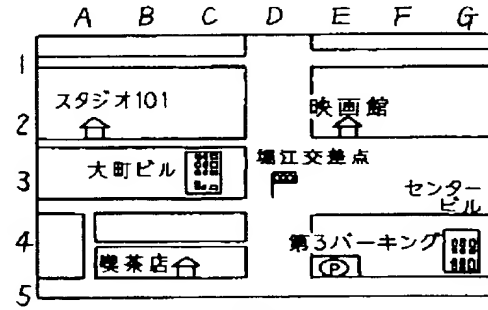 A B C D E F G
1
スタジオ101
映画館
2
堀江交差点
大町ビル
3
センター
ビル
4
第3パーキング
喫茶店
P
5